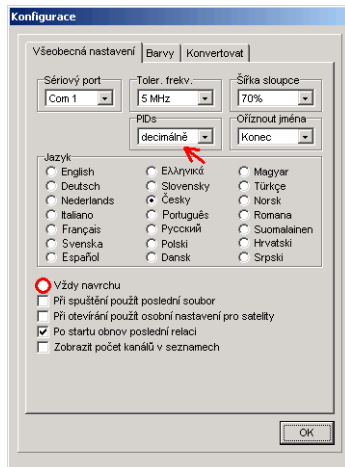 Konfigurace
Všeobecná nastavení Barvy Konvertovat
Sériový port Toler. frekv. Šířka sloupce
Com 1 5 MHz 70%
PIDs Oříznout jména
decimálně Konec
Jazyk
English Ελληνικά Magyar
Deutsch Slovensky Türkçe
Nederlands Česky Norsk
Italiano Português Romana
Français Русский Suomalainen
Svenska Polski Hrvatski
Español Dansk Srpski
Vždy navrchu
Při spuštění použít poslední soubor
Při otevírání použít osobní nastavení pro satelity
Po startu obnov poslední relaci
Zobrazit počet kanálů v seznamech
OK